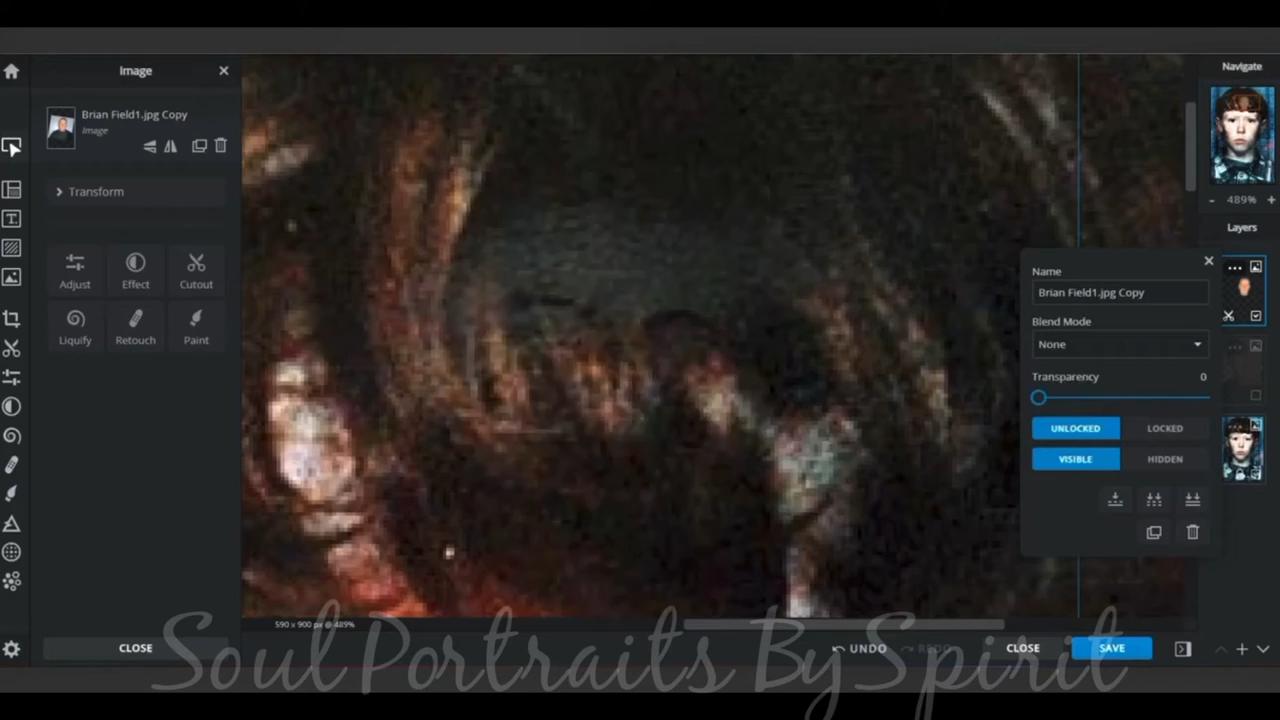 Image
Navigate
Brian Field1.jpg Copy
Image
Transform
- 489% +
Layers
Adjust
Effect
Cutout
Liquify
Retouch
Paint
Name
Brian Field1.jpg Copy
Blend Mode
None
Transparency 0
UNLOCKED LOCKED
VISIBLE HIDDEN
590 x 900 px @ 489%
CLOSE
UNDO
REDO
CLOSE
SAVE
Soul Portraits By Spirit